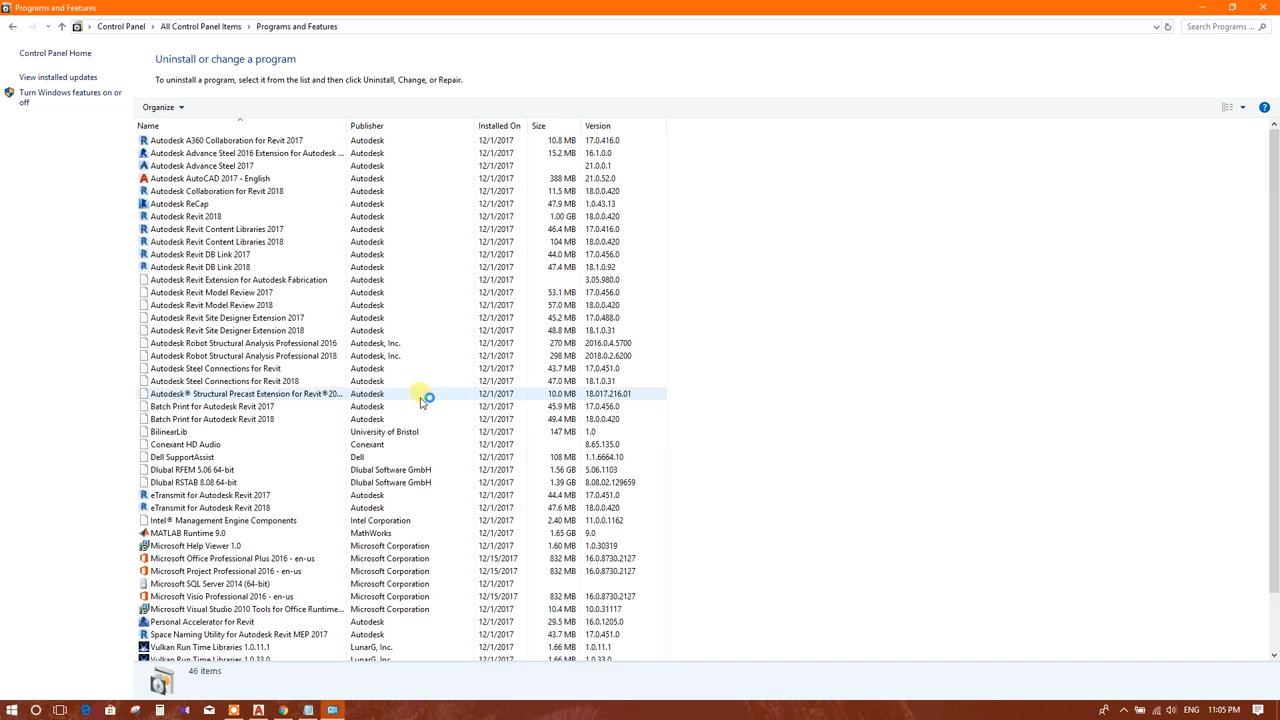 Programs and Features
Control Panel > All Control Panel Items > Programs and Features
Search Programs ...
Control Panel Home
View installed updates
Turn Windows features on or
off
Uninstall or change a program
To uninstall a program, select it from the list and then click Uninstall, Change, or Repair.
Organize
Name Publisher Installed On Size Version
Autodesk A360 Collaboration for Revit 2017 Autodesk 12/1/2017 10.8 MB 17.0.416.0
Autodesk Advance Steel 2016 Extension for Autodesk ... Autodesk 12/1/2017 15.2 MB 16.1.0.0
Autodesk Advance Steel 2017 Autodesk 12/1/2017 21.0.0.1
Autodesk AutoCAD 2017 - English Autodesk 12/1/2017 388 MB 21.0.52.0
Autodesk Collaboration for Revit 2018 Autodesk 12/1/2017 11.5 MB 18.0.0.420
Autodesk ReCap Autodesk 12/1/2017 47.9 MB 1.0.43.13
Autodesk Revit 2018 Autodesk 12/1/2017 1.00 GB 18.0.0.420
Autodesk Revit Content Libraries 2017 Autodesk 12/1/2017 46.4 MB 17.0.416.0
Autodesk Revit Content Libraries 2018 Autodesk 12/1/2017 104 MB 18.0.0.420
Autodesk Revit DB Link 2017 Autodesk 12/1/2017 44.0 MB 17.0.456.0
Autodesk Revit DB Link 2018 Autodesk 12/1/2017 47.4 MB 18.1.0.92
Autodesk Revit Extension for Autodesk Fabrication Autodesk 12/1/2017 3.05.980.0
Autodesk Revit Model Review 2017 Autodesk 12/1/2017 53.1 MB 17.0.456.0
Autodesk Revit Model Review 2018 Autodesk 12/1/2017 57.0 MB 18.0.0.420
Autodesk Revit Site Designer Extension 2017 Autodesk 12/1/2017 45.2 MB 17.0.488.0
Autodesk Revit Site Designer Extension 2018 Autodesk 12/1/2017 48.8 MB 18.1.0.31
Autodesk Robot Structural Analysis Professional 2016 Autodesk, Inc. 12/1/2017 270 MB 2016.0.4.5700
Autodesk Robot Structural Analysis Professional 2018 Autodesk, Inc. 12/1/2017 298 MB 2018.0.2.6200
Autodesk Steel Connections for Revit Autodesk 12/1/2017 43.7 MB 17.0.451.0
Autodesk Steel Connections for Revit 2018 Autodesk 12/1/2017 47.0 MB 18.1.0.31
Autodesk® Structural Precast Extension for Revit®20... Autodesk 12/1/2017 10.0 MB 18.017.216.01
Batch Print for Autodesk Revit 2017 Autodesk 12/1/2017 45.9 MB 17.0.456.0
Batch Print for Autodesk Revit 2018 Autodesk 12/1/2017 49.4 MB 18.0.0.420
BilinearLib University of Bristol 12/1/2017 147 MB 1.0
Conexant HD Audio Conexant 12/1/2017 8.65.135.0
Dell SupportAssist Dell 12/1/2017 108 MB 1.1.6664.10
Dlubal RFEM 5.06 64-bit Dlubal Software GmbH 12/1/2017 1.56 GB 5.06.1103
Dlubal RSTAB 8.08 64-bit Dlubal Software GmbH 12/1/2017 1.39 GB 8.08.02.129659
eTransmit for Autodesk Revit 2017 Autodesk 12/1/2017 44.4 MB 17.0.451.0
eTransmit for Autodesk Revit 2018 Autodesk 12/1/2017 47.6 MB 18.0.0.420
Intel® Management Engine Components Intel Corporation 12/1/2017 2.40 MB 11.0.0.1162
MATLAB Runtime 9.0 MathWorks 12/1/2017 1.65 GB 9.0
Microsoft Help Viewer 1.0 Microsoft Corporation 12/1/2017 1.60 MB 1.0.30319
Microsoft Office Professional Plus 2016 - en-us Microsoft Corporation 12/15/2017 832 MB 16.0.8730.2127
Microsoft Project Professional 2016 - en-us Microsoft Corporation 12/15/2017 832 MB 16.0.8730.2127
Microsoft SQL Server 2014 (64-bit) Microsoft Corporation 12/1/2017
Microsoft Visio Professional 2016 - en-us Microsoft Corporation 12/15/2017 832 MB 16.0.8730.2127
Microsoft Visual Studio 2010 Tools for Office Runtime... Microsoft Corporation 12/1/2017 10.0.31117
Personal Accelerator for Revit Autodesk 12/1/2017 29.5 MB 16.0.1205.0
Space Naming Utility for Autodesk Revit MEP 2017 Autodesk 12/1/2017 43.7 MB 17.0.451.0
Vulkan Run Time Libraries 1.0.11.1 LunarG, Inc. 12/1/2017 1.66 MB 1.0.11.1
Vulkan Run Time Libraries 1.0.33.0 LunarG, Inc. 12/1/2017 1.66 MB 1.0.33.0
46 items
ENG 11:05 PM